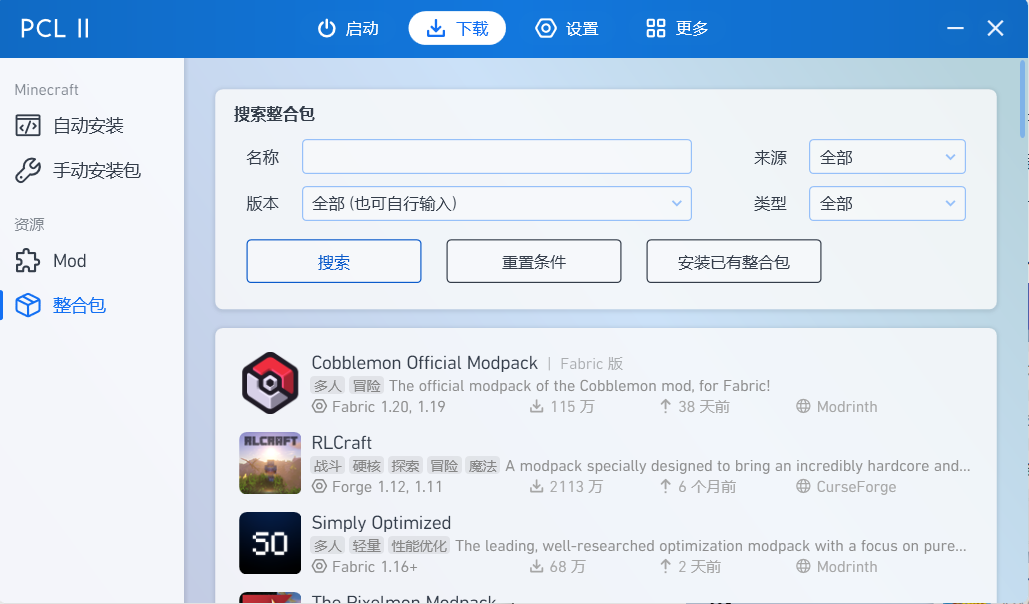 PCL II 启动 下载 设置 更多
Minecraft
自动安装
手动安装包
资源
Mod
整合包
搜索整合包
名称 来源 全部
版本 全部 (也可自行输入) 类型 全部
搜索 重置条件 安装已有整合包
Cobblemon Official Modpack | Fabric 版
多人 冒险 The official modpack of the Cobblemon mod, for Fabric!
Fabric 1.20, 1.19 115 万 38 天前 Modrinth
RLCRAFT
RLCraft
战斗 硬核 探索 冒险 魔法 A modpack specially designed to bring an incredibly hardcore and...
Forge 1.12, 1.11 2113 万 6 个月前 CurseForge
SO
Simply Optimized
多人 轻量 性能优化 The leading, well-researched optimization modpack with a focus on pure...
Fabric 1.16+ 68 万 2 天前 Modrinth
The Pixelmon Modpack